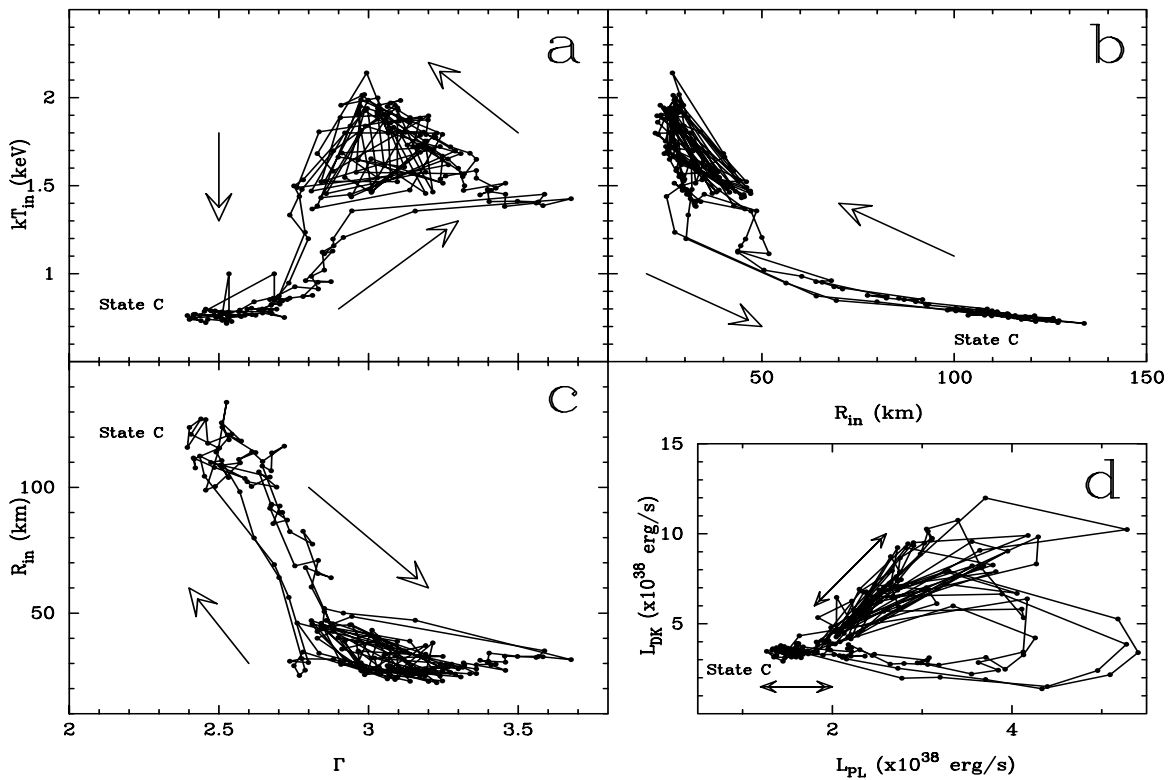 a
b
2
1.5
1
kT_in (keV)
State C
State C
50
100
150
R_in (km)
c
State C
100
50
R_in (km)
2
2.5
3
3.5
Γ
d
15
10
5
0
L_DK (x10^38 erg/s)
State C
2
4
L_PL (x10^38 erg/s)